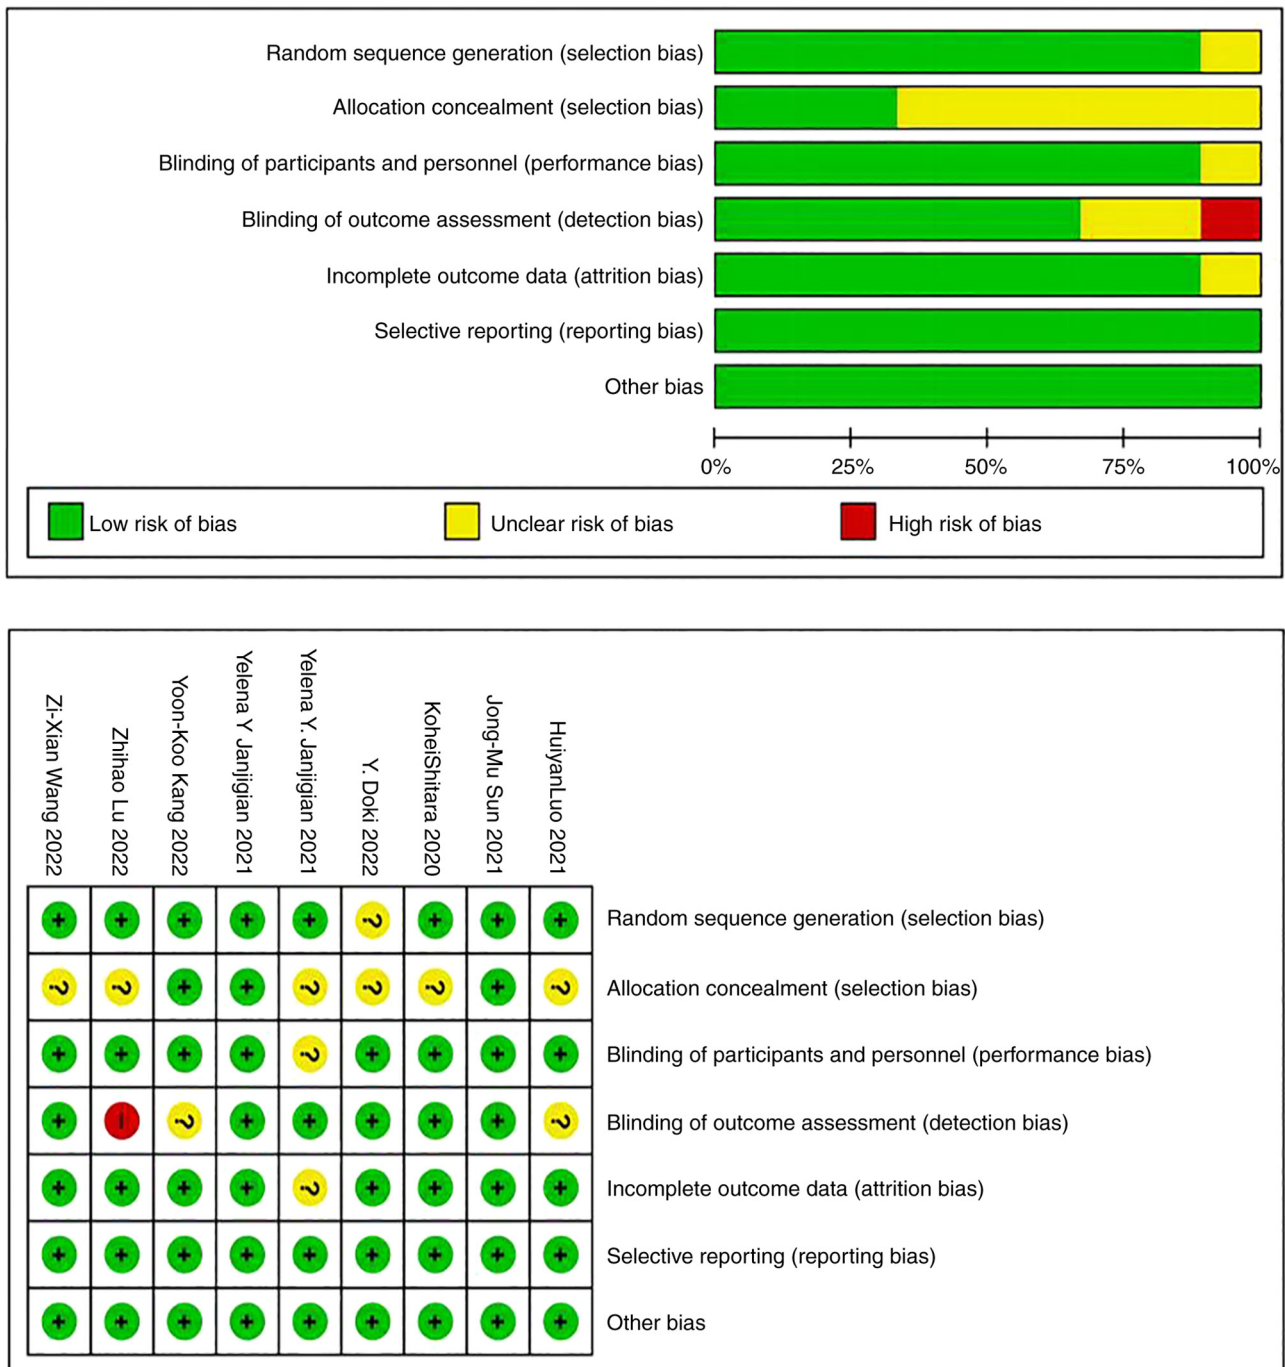 Random sequence generation (selection bias)
Allocation concealment (selection bias)
Blinding of participants and personnel (performance bias)
Blinding of outcome assessment (detection bias)
Incomplete outcome data (attrition bias)
Selective reporting (reporting bias)
Other bias
0% 25% 50% 75% 100%
Low risk of bias Unclear risk of bias High risk of bias
Zi-Xian Wang 2022
Zhihao Lu 2022
Yoon-Koo Kang 2022
Yelena Y Janjigian 2021
Yelena Y. Janjigian 2021
Y. Doki 2022
KoheiShitara 2020
Jong-Mu Sun 2021
HuiyanLuo 2021
+ + + + + ? + + + Random sequence generation (selection bias)
? ? + + ? ? ? + ? Allocation concealment (selection bias)
+ + + + ? + + + + Blinding of participants and personnel (performance bias)
+ − ? + + + + + ? Blinding of outcome assessment (detection bias)
+ + + + ? + + + + Incomplete outcome data (attrition bias)
+ + + + + + + + + Selective reporting (reporting bias)
+ + + + + + + + + Other bias